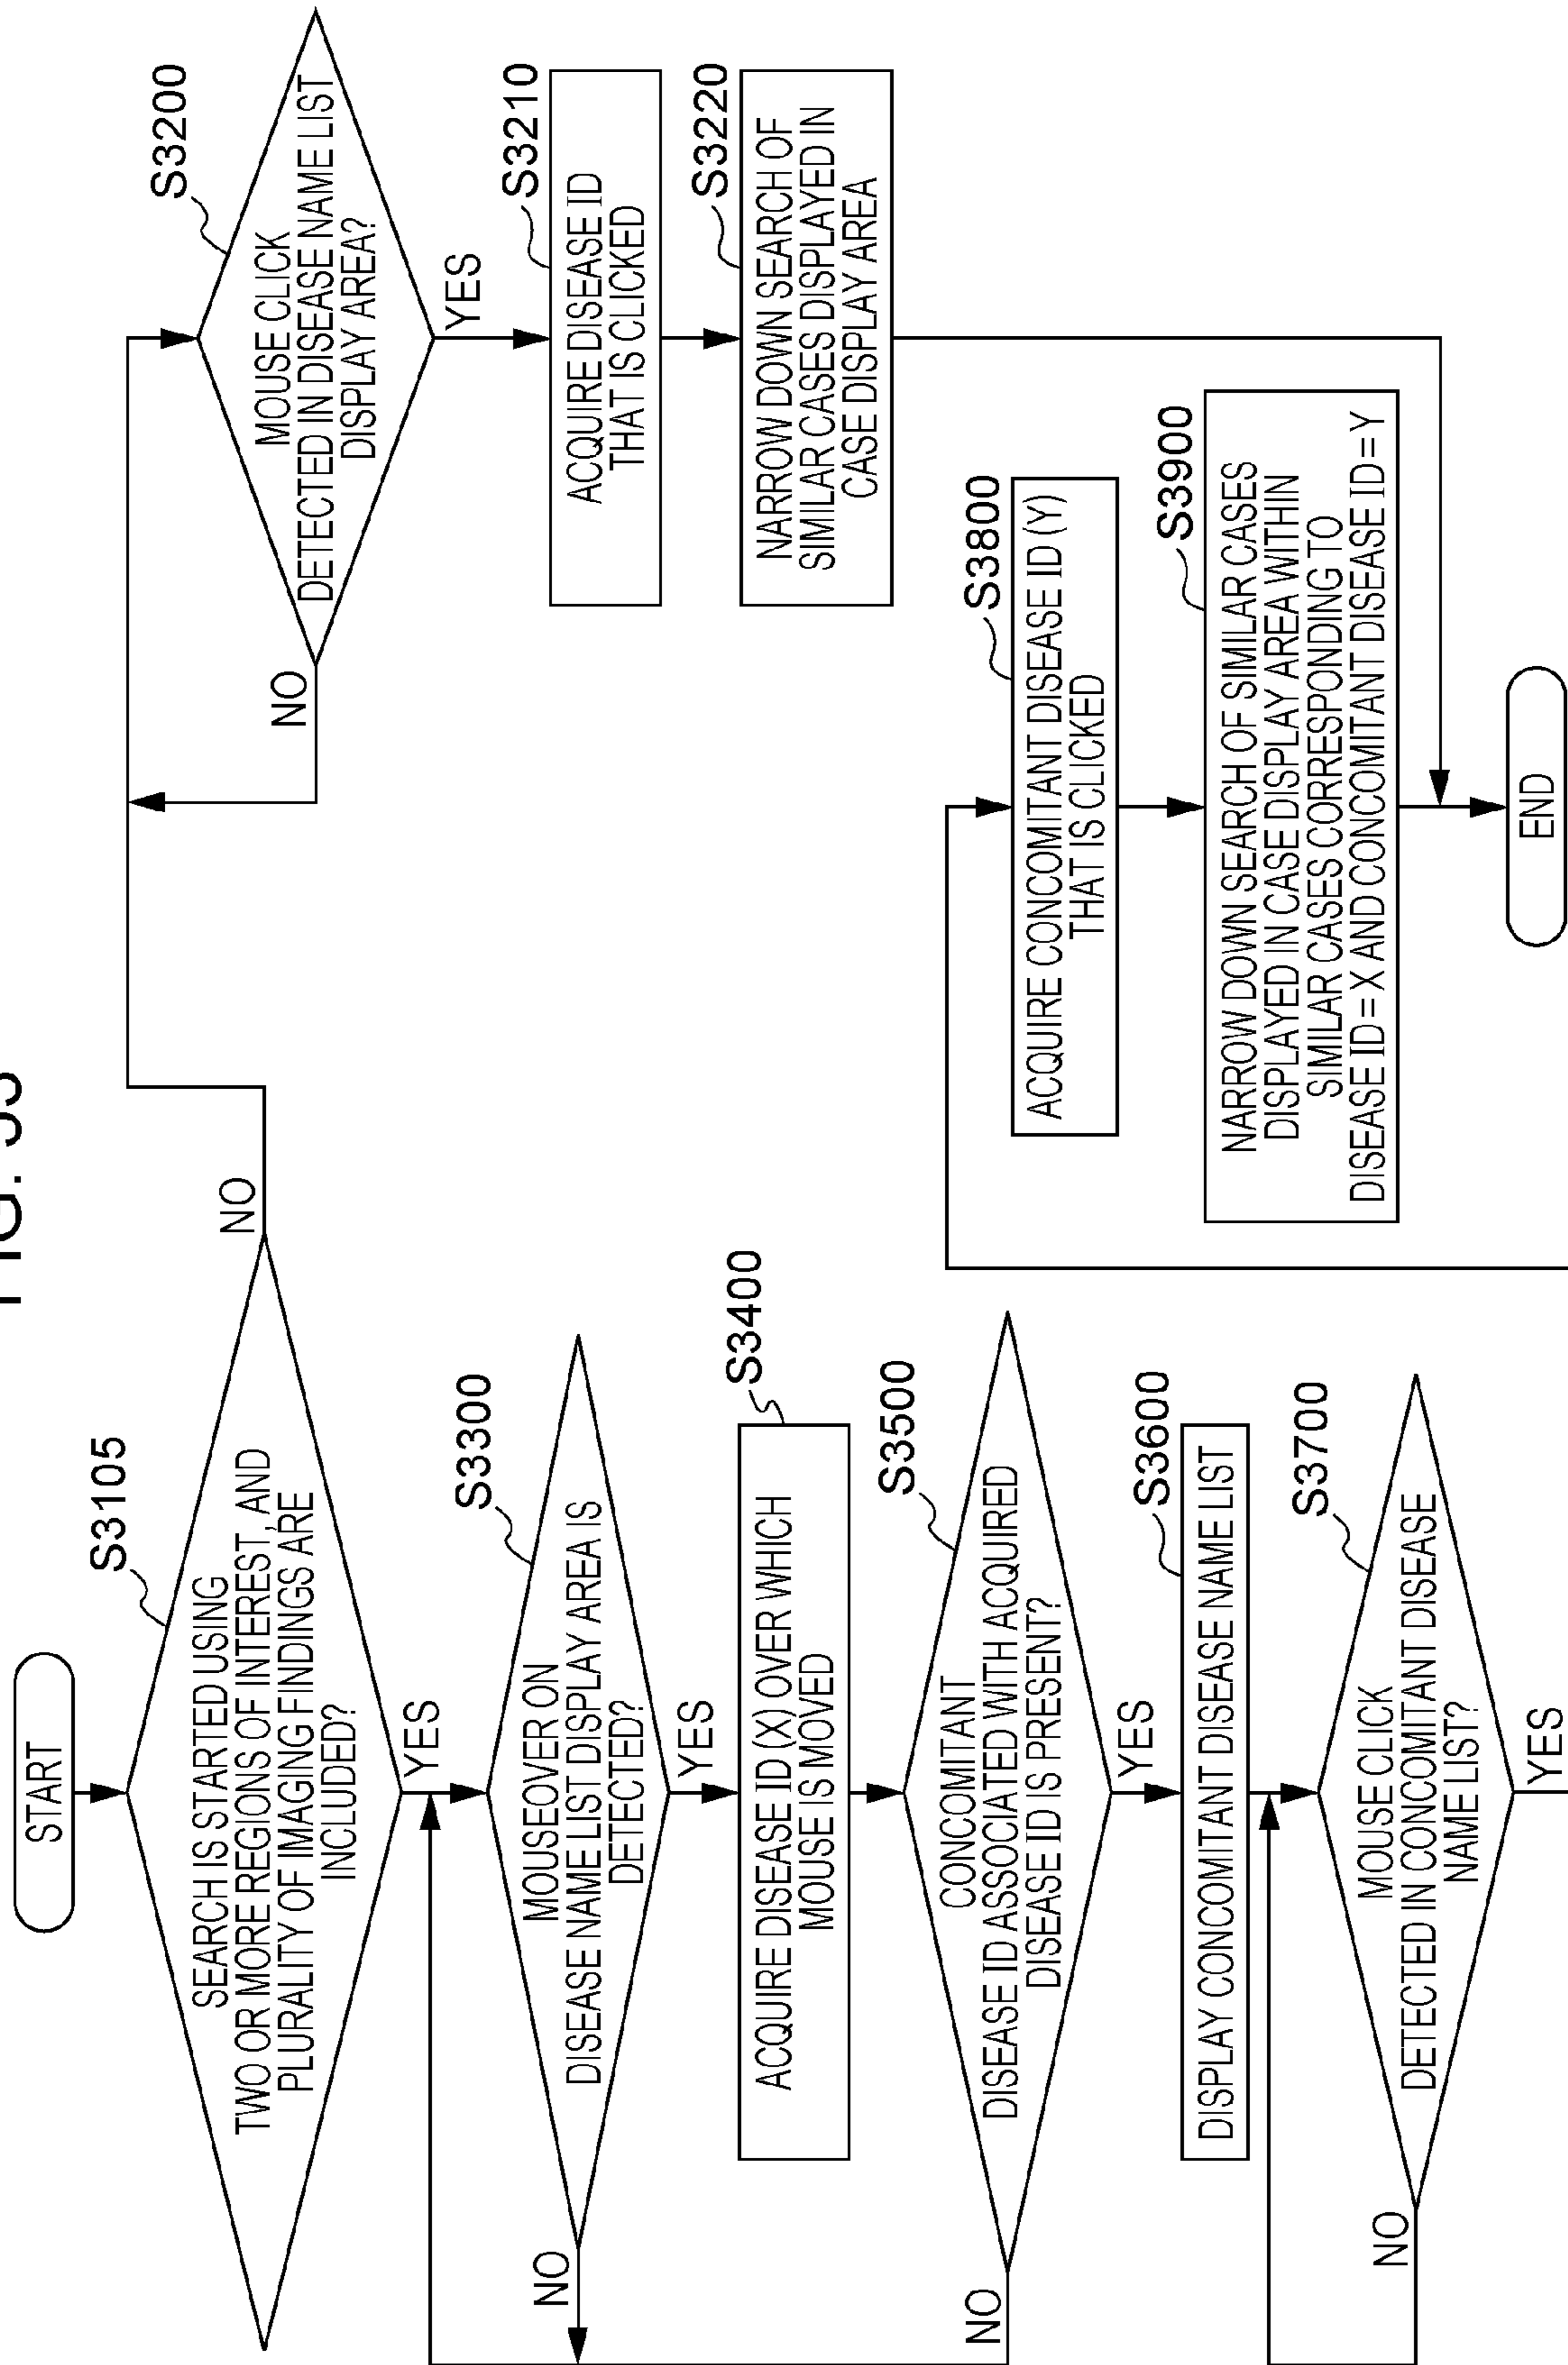 START
S3105
SEARCH IS STARTED USING
TWO OR MORE REGIONS OF INTEREST, AND
PLURALITY OF IMAGING FINDINGS ARE
INCLUDED?
NO
YES
S3300
MOUSEOVER ON
DISEASE NAME LIST DISPLAY AREA IS
DETECTED?
NO
YES
S3400
ACQUIRE DISEASE ID (X) OVER WHICH
MOUSE IS MOVED
S3500
CONCOMITANT
DISEASE ID ASSOCIATED WITH ACQUIRED
DISEASE ID IS PRESENT?
NO
YES
S3600
DISPLAY CONCOMITANT DISEASE NAME LIST
S3700
MOUSE CLICK
DETECTED IN CONCOMITANT DISEASE
NAME LIST?
NO
YES
S3200
MOUSE CLICK
DETECTED IN DISEASE NAME LIST
DISPLAY AREA?
NO
YES
S3210
ACQUIRE DISEASE ID
THAT IS CLICKED
S3220
NARROW DOWN SEARCH OF
SIMILAR CASES DISPLAYED IN
CASE DISPLAY AREA
S3800
ACQUIRE CONCOMITANT DISEASE ID (Y)
THAT IS CLICKED
S3900
NARROW DOWN SEARCH OF SIMILAR CASES
DISPLAYED IN CASE DISPLAY AREA WITHIN
SIMILAR CASES CORRESPONDING TO
DISEASE ID = X AND CONCOMITANT DISEASE ID = Y
END